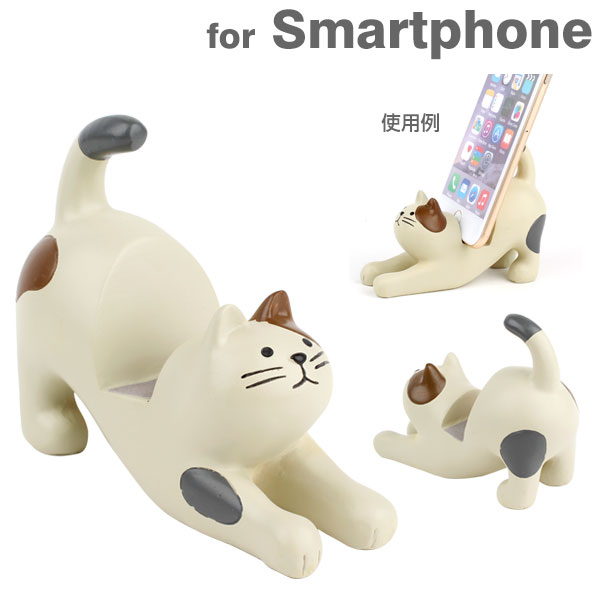 for Smartphone
使用例